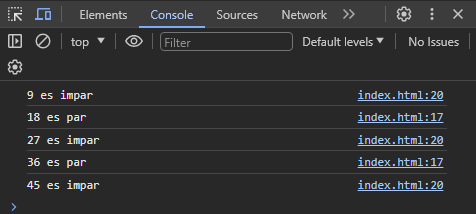 Elements Console Sources Network
top Filter Default levels No Issues
9 es impar index.html:20
18 es par index.html:17
27 es impar index.html:20
36 es par index.html:17
45 es impar index.html:20